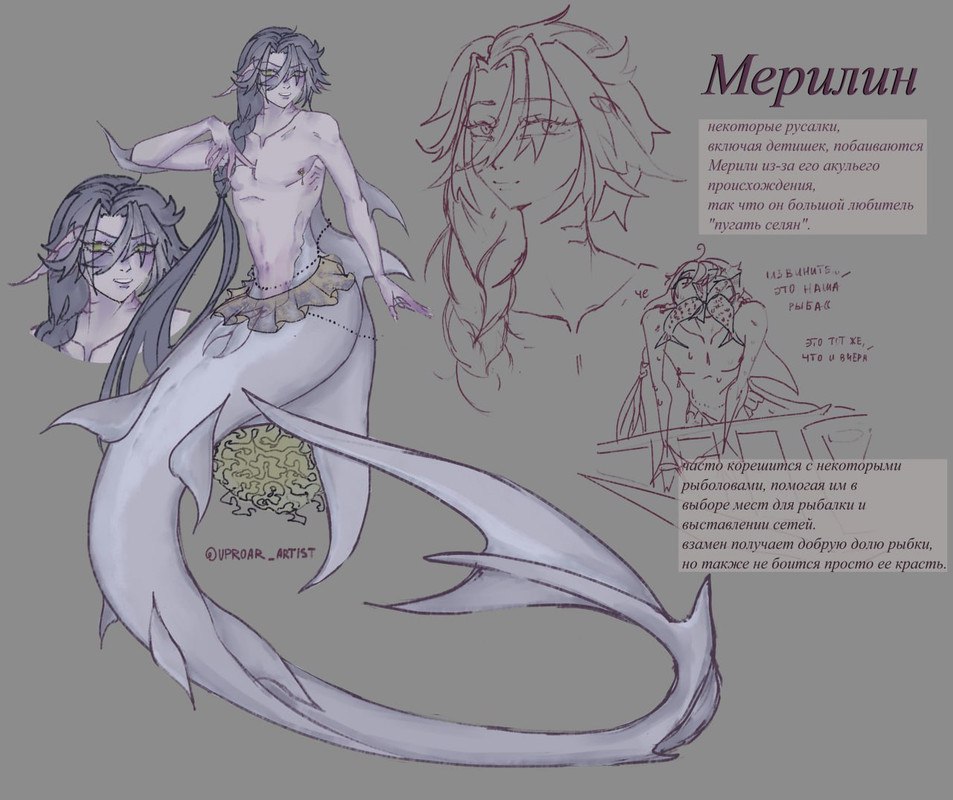 Мерилин
некоторые русалки,
включая детишек, побаиваются
Мерили из-за его акульего
происхождения,
так что он большой любитель
"пугать селян".
че
ИЗВИНИТЕ,
ЭТО НАША
РЫБА((
ЭТО ТОТ ЖЕ,
ЧТО И ВЧЕРА
часто корешится с некоторыми
рыболовами, помогая им в
выборе мест для рыбалки и
выставлении сетей.
взамен получает добрую долю рыбки,
но также не боится просто ее красть.
@UPROAR_ARTIST